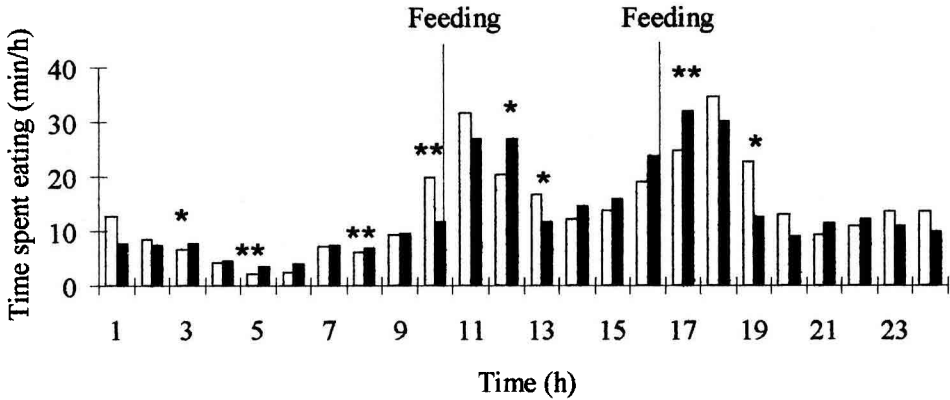 Feeding Feeding
Time spent eating (min/h)
40
30
20
10
0
** * * ** *
* ** **
1 3 5 7 9 11 13 15 17 19 21 23
Time (h)